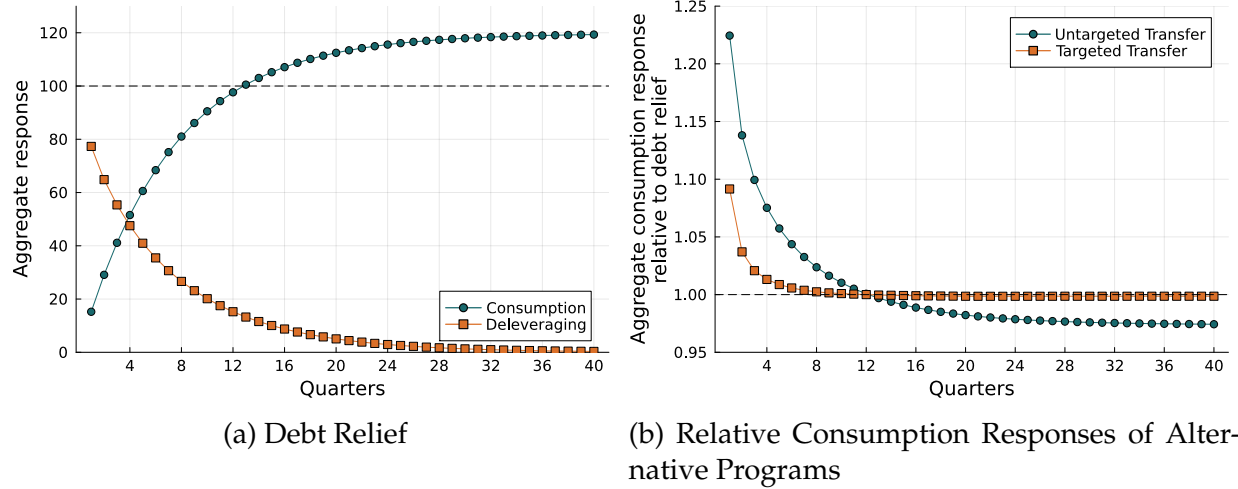 120
100
80
60
40
20
0
Aggregate response
4 8 12 16 20 24 28 32 36 40
Quarters
Consumption
Deleveraging
(a) Debt Relief
1.25
1.20
1.15
1.10
1.05
1.00
0.95
Aggregate consumption response
relative to debt relief
4 8 12 16 20 24 28 32 36 40
Quarters
Untargeted Transfer
Targeted Transfer
(b) Relative Consumption Responses of Alter-
native Programs